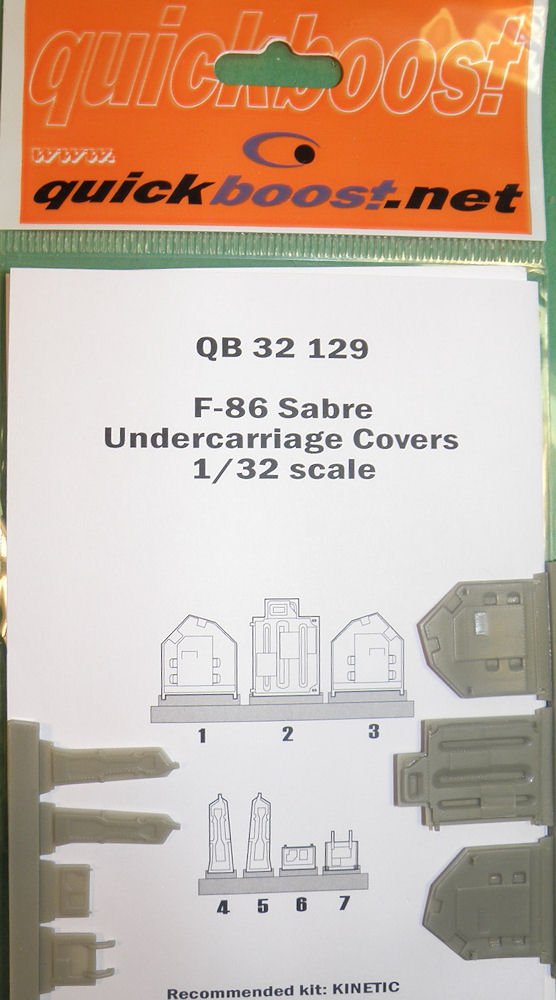 quickboost
www.
quickboost.net
QB 32 129
F-86 Sabre
Undercarriage Covers
1/32 scale
1 2 3
4 5 6 7
Recommended kit: KINETIC